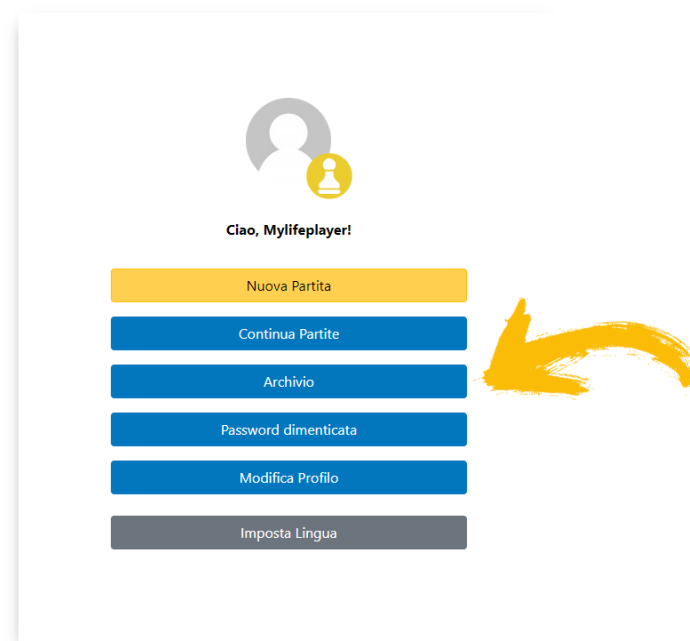 Ciao, Mylifeplayer!
Nuova Partita
Continua Partite
Archivio
Password dimenticata
Modifica Profilo
Imposta Lingua